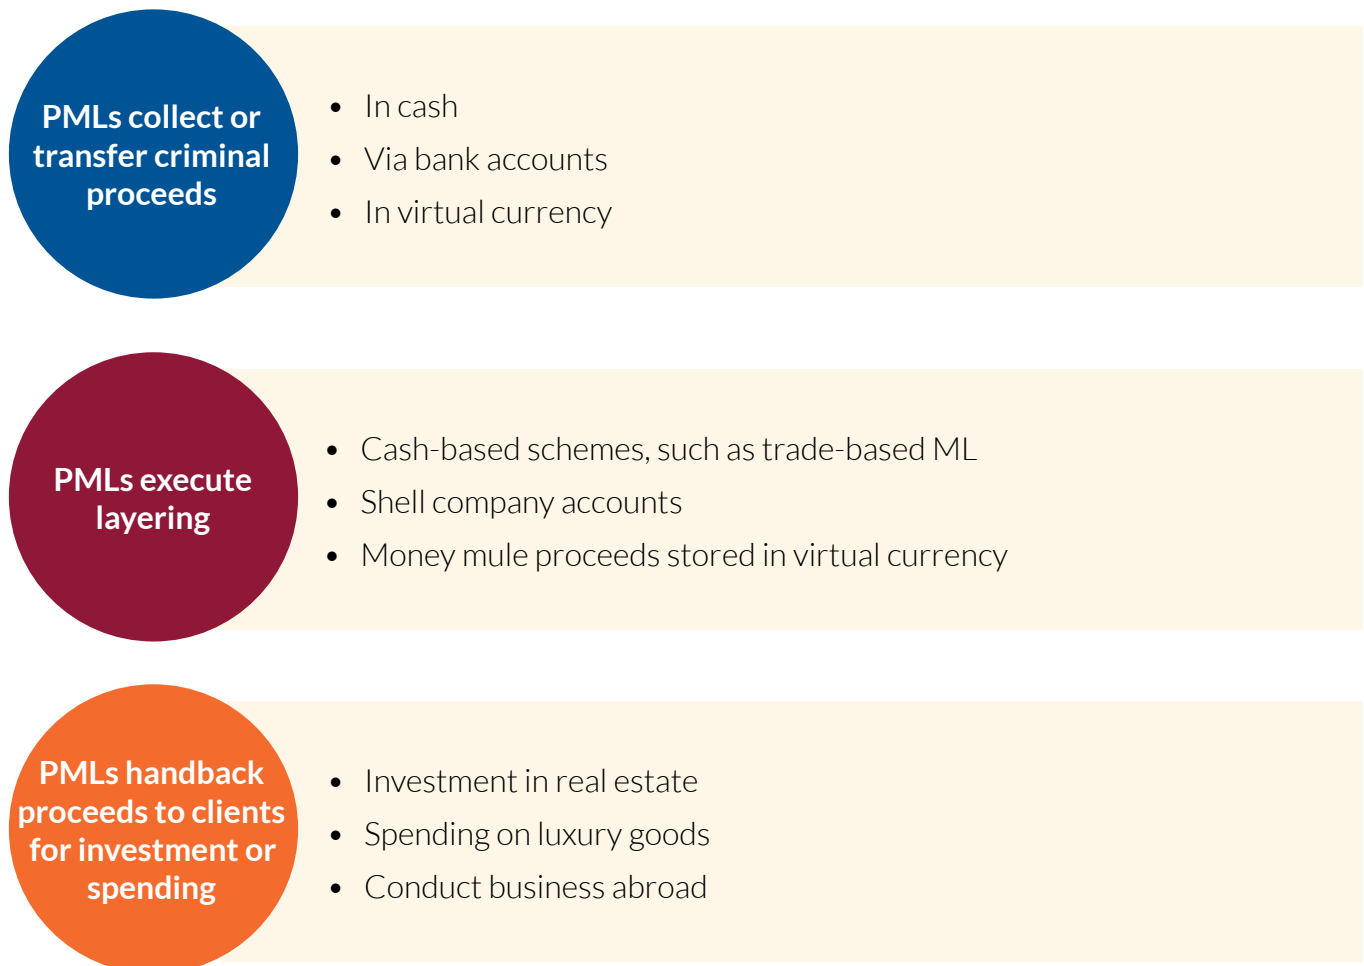 PMLs collect or
transfer criminal
proceeds
• In cash
• Via bank accounts
• In virtual currency
PMLs execute
layering
• Cash-based schemes, such as trade-based ML
• Shell company accounts
• Money mule proceeds stored in virtual currency
PMLs handback
proceeds to clients
for investment or
spending
• Investment in real estate
• Spending on luxury goods
• Conduct business abroad